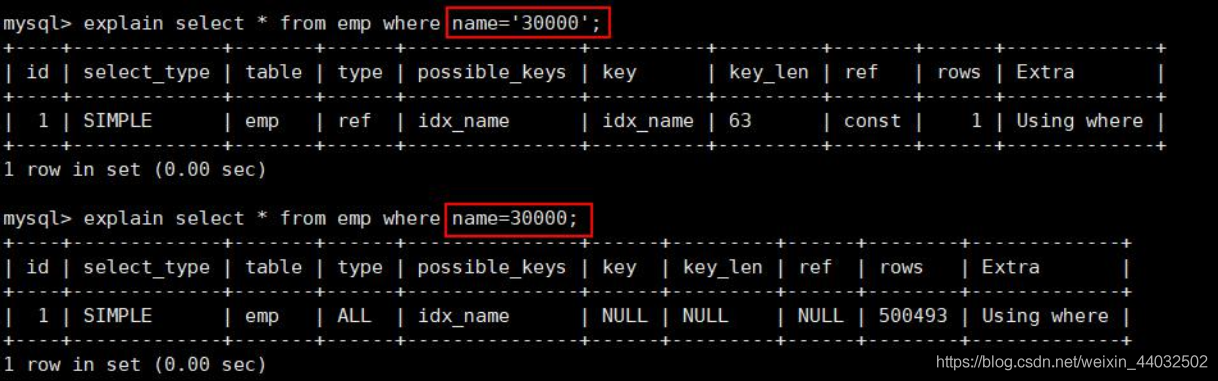 mysql> explain select * from emp where name='30000';
+----+-------------+-------+------+---------------+----------+---------+-------+------+-------------+
| id | select_type | table | type | possible_keys | key      | key_len | ref   | rows | Extra       |
+----+-------------+-------+------+---------------+----------+---------+-------+------+-------------+
|  1 | SIMPLE      | emp   | ref  | idx_name      | idx_name | 63      | const |    1 | Using where |
+----+-------------+-------+------+---------------+----------+---------+-------+------+-------------+
1 row in set (0.00 sec)
mysql> explain select * from emp where name=30000;
+----+-------------+-------+------+---------------+------+---------+------+--------+-------------+
| id | select_type | table | type | possible_keys | key  | key_len | ref  | rows   | Extra       |
+----+-------------+-------+------+---------------+------+---------+------+--------+-------------+
|  1 | SIMPLE      | emp   | ALL  | idx_name      | NULL | NULL    | NULL | 500493 | Using where |
+----+-------------+-------+------+---------------+------+---------+------+--------+-------------+
1 row in set (0.00 sec)
https://blog.csdn.net/weixin_44032502